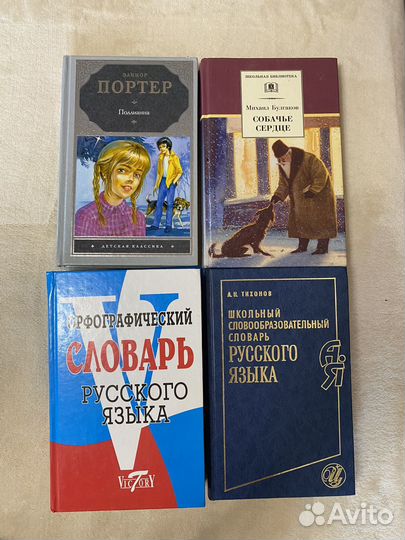 ЭЛИНОР
ПОРТЕР
Поллианна
ДЕТСКАЯ КЛАССИКА
ШКОЛЬНАЯ БИБЛИОТЕКА
Михаил Булгаков
СОБАЧЬЕ
СЕРДЦЕ
ОРФОГРАФИЧЕСКИЙ
СЛОВАРЬ
РУССКОГО
ЯЗЫКА
VICTORY
А.Н. ТИХОНОВ
ШКОЛЬНЫЙ
СЛОВООБРАЗОВАТЕЛЬНЫЙ
СЛОВАРЬ
РУССКОГО
ЯЗЫКА
А-Я
Avito